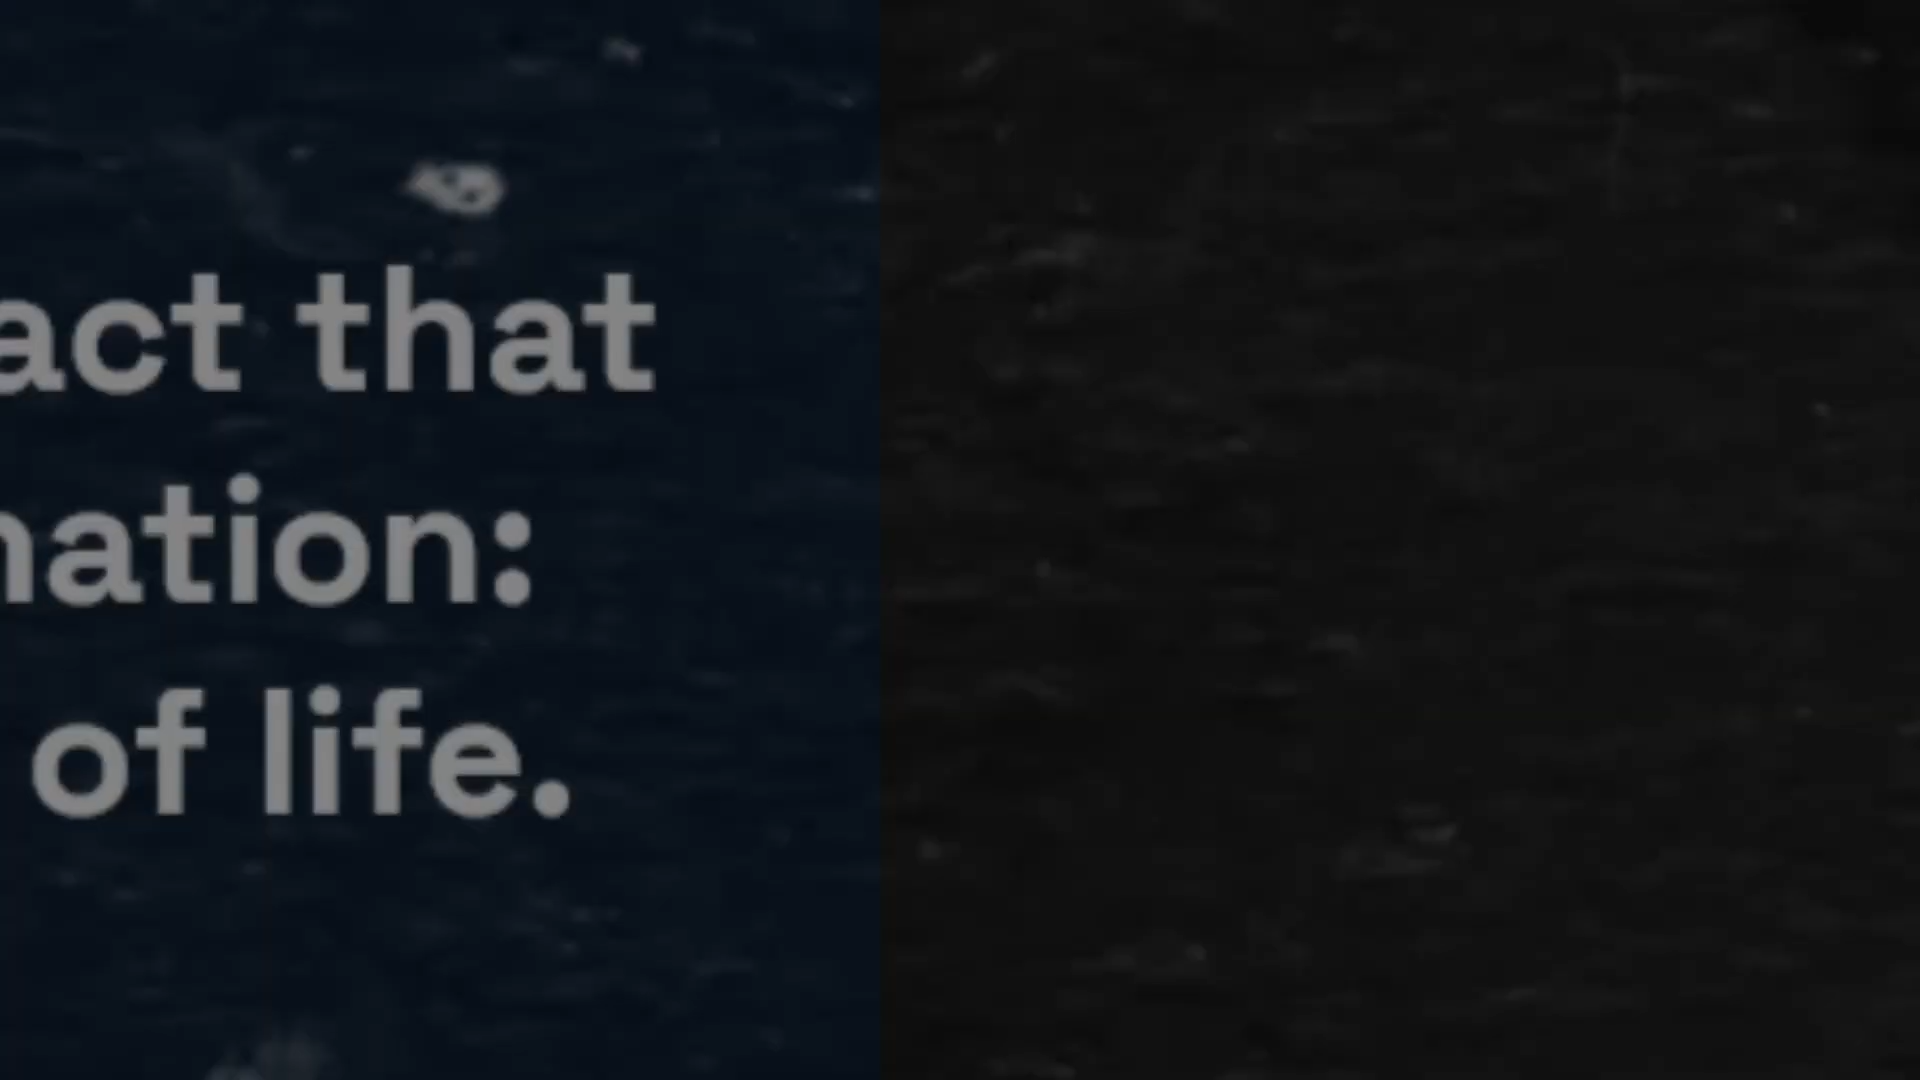 act that
nation:
of life.